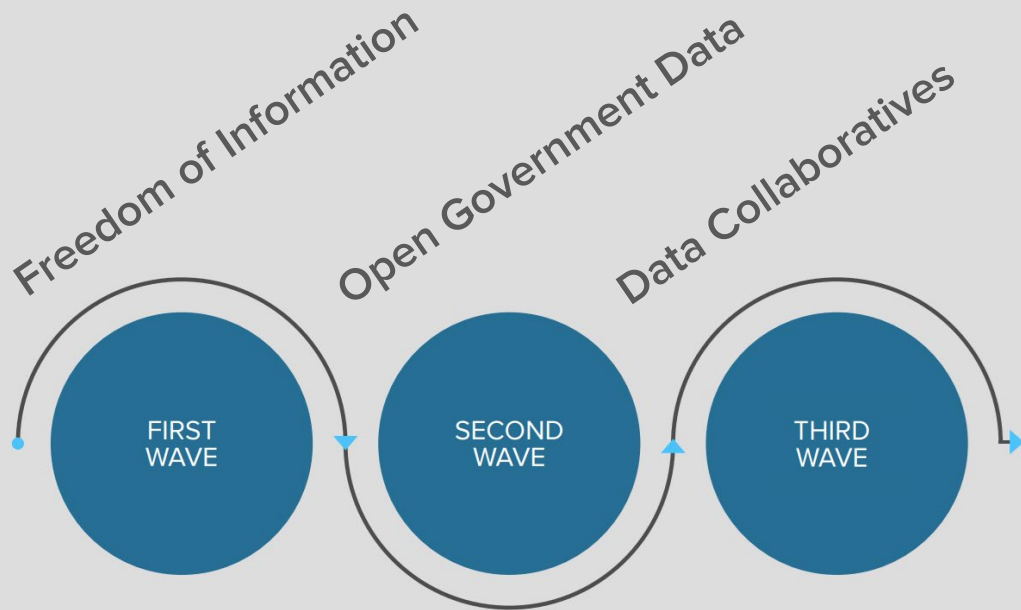 Freedom of Information
Open Government Data
Data Collaboratives
FIRST
WAVE
SECOND
WAVE
THIRD
WAVE